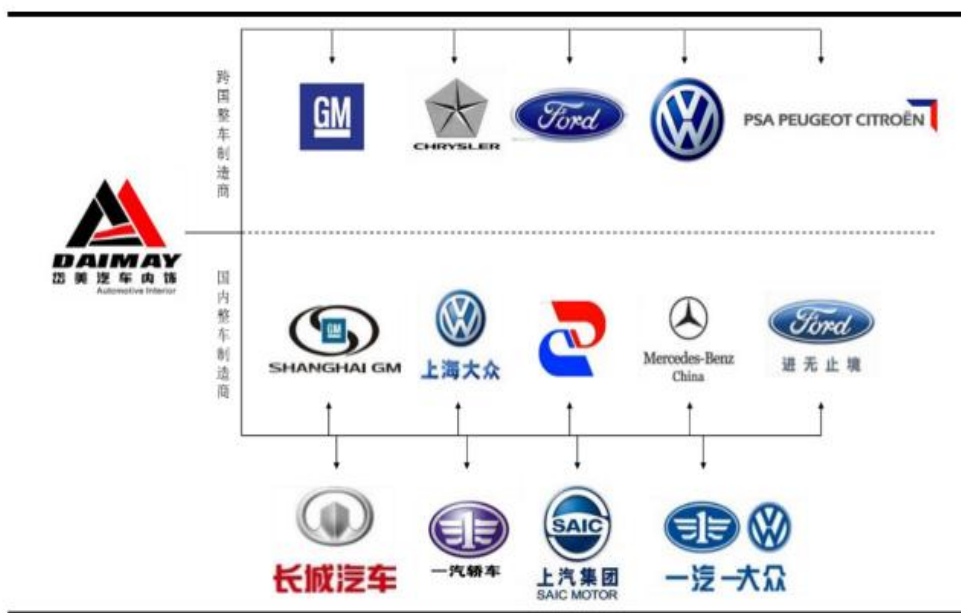 跨国整车制造商
GM
CHRYSLER
Ford
VW
PSA PEUGEOT CITROËN
DAIMAY
岱美汽车内饰
Automotive Interior
国内整车制造商
GM
SHANGHAI GM
VW
上海大众
Mercedes-Benz
China
Ford
进无止境
长城汽车
一汽轿车
SAIC
上汽集团
SAIC MOTOR
VW
一汽一大众